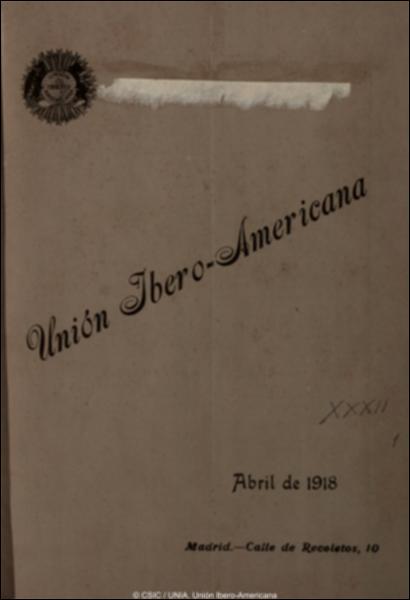 Unión Ibero-Americana
XXXII
Abril de 1918
Madrid.—Calle de Recoletos, 10
© CSIC / UNIA. Unión Ibero-Americana